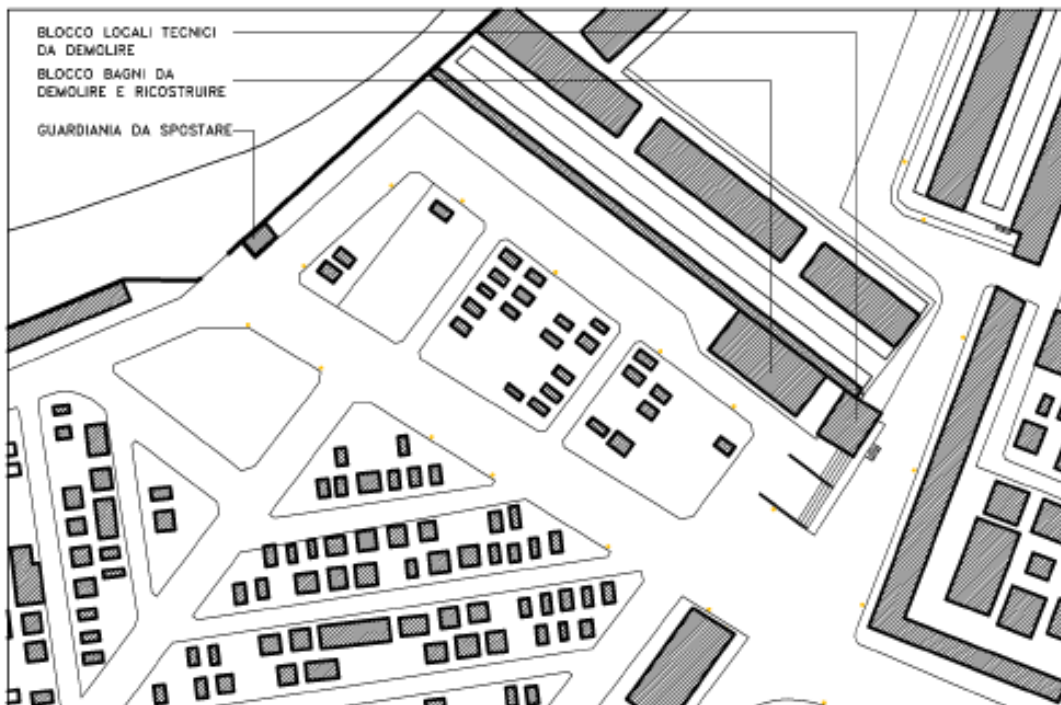 BLOCCO LOCALI TECNICI
DA DEMOLIRE
BLOCCO BAGNI DA
DEMOLIRE E RICOSTRUIRE
GUARDIANIA DA SPOSTARE